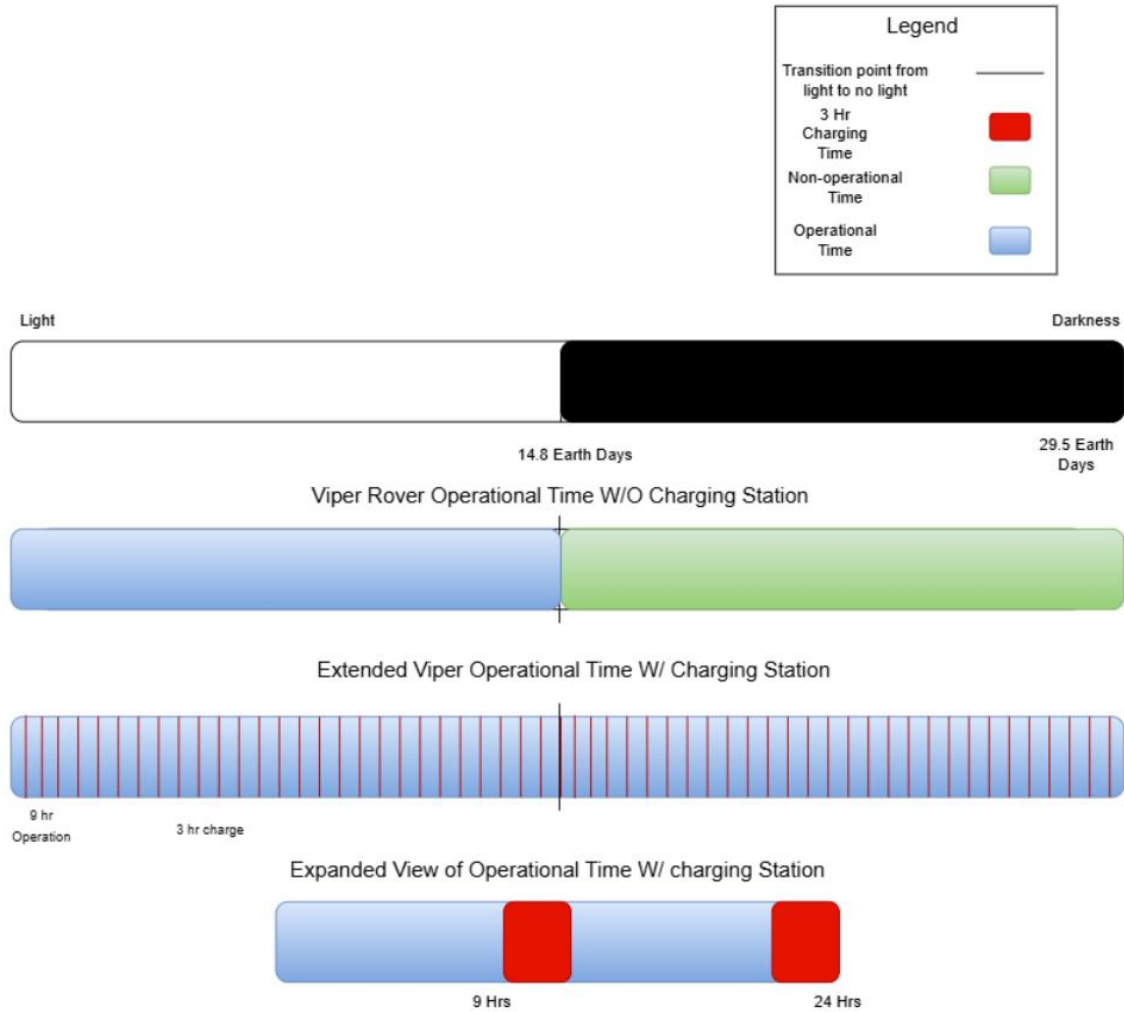 Legend
Transition point from
light to no light
3 Hr
Charging
Time
Non-operational
Time
Operational
Time
Light
Darkness
14.8 Earth Days
29.5 Earth
Days
Viper Rover Operational Time W/O Charging Station
Extended Viper Operational Time W/ Charging Station
9 hr
Operation
3 hr charge
Expanded View of Operational Time W/ charging Station
9 Hrs
24 Hrs